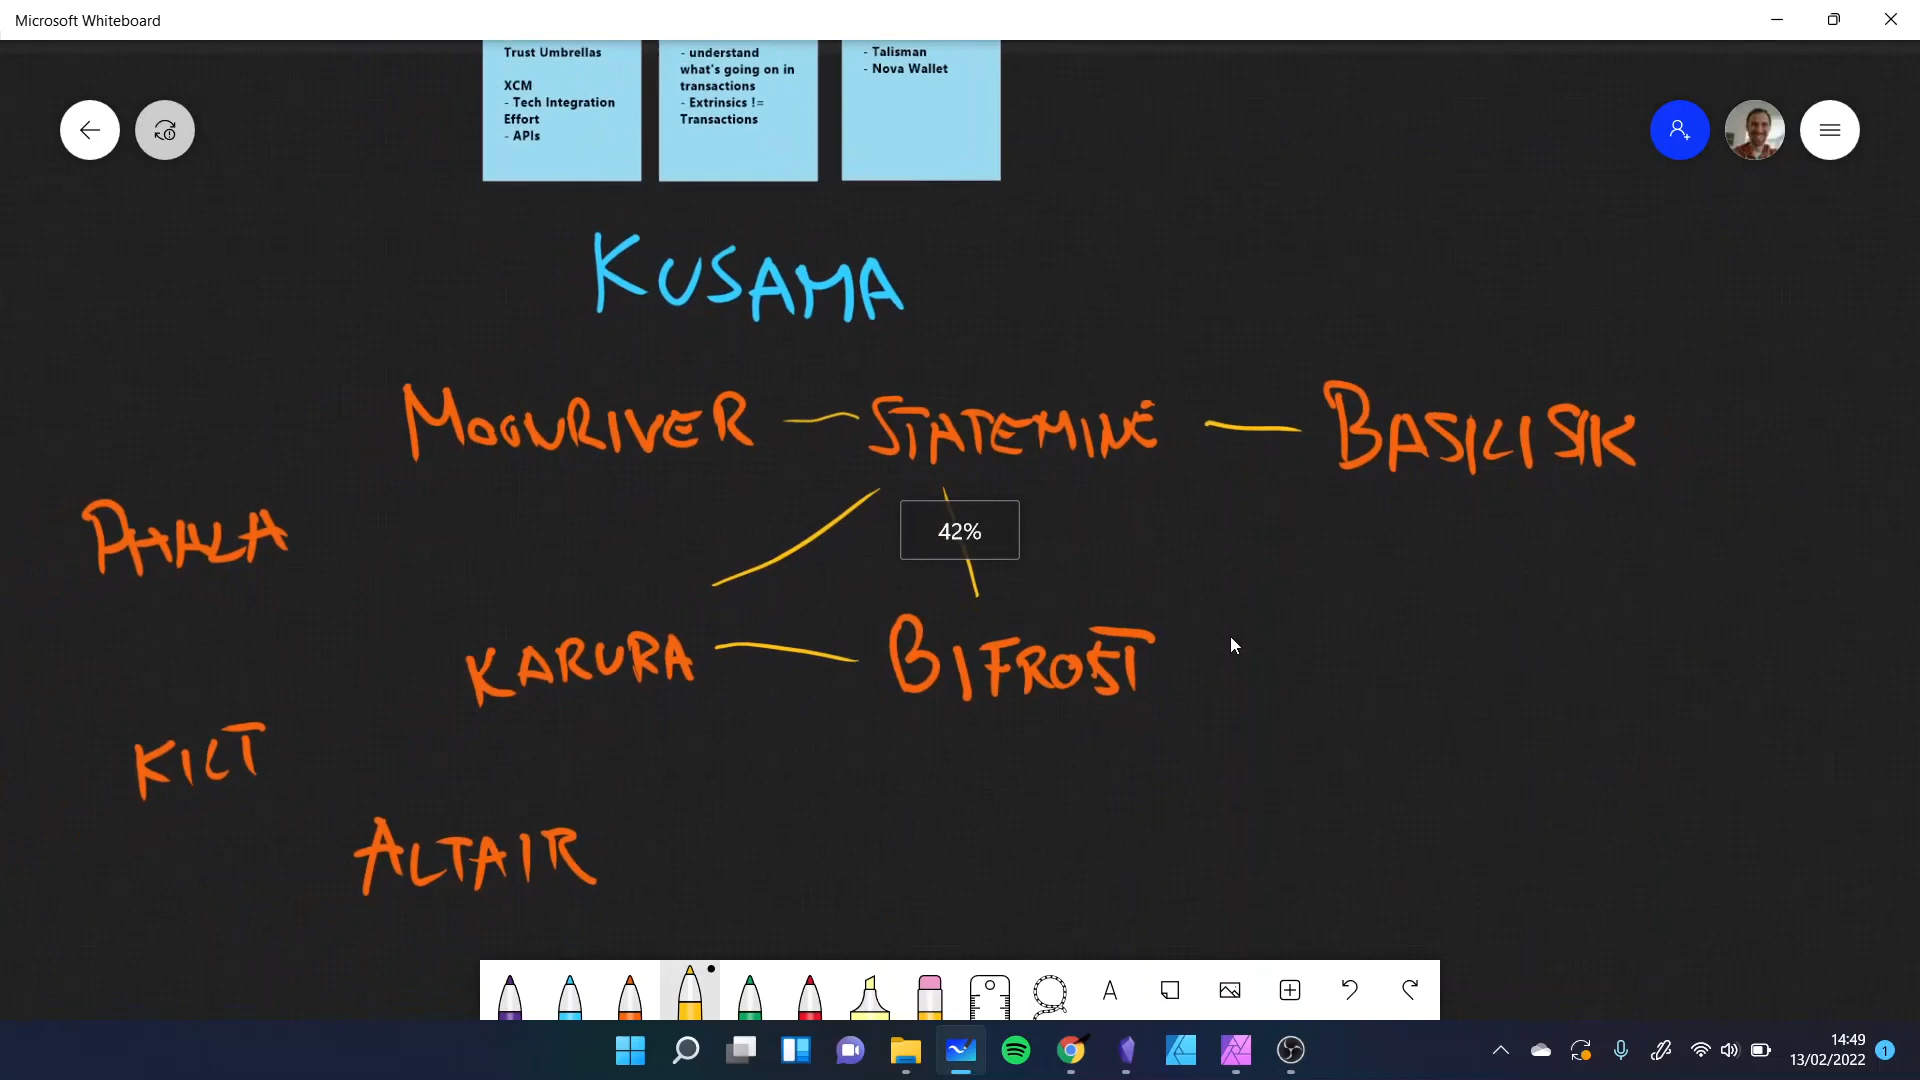 Microsoft Whiteboard
Trust Umbrellas
XCM
- Tech Integration
Effort
- APIs
- understand
what's going on in
transactions
- Extrinsics !=
Transactions
- Talisman
- Nova Wallet
KUSAMA
MOONRIVER
STATEMINE
BASILISK
PHALA
42%
KARURA
BIFROST
KILT
ALTAIR
A
14:49
13/02/2022
1